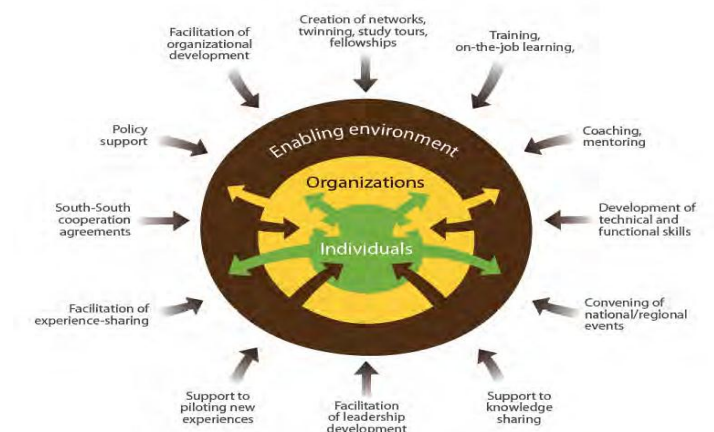 Creation of networks,
twinning, study tours,
fellowships
Facilitation of
organizational
development
Training,
on-the-job learning,
Policy
support
Enabling environment
Coaching,
mentoring
Organizations
South-South
cooperation
agreements
Development of
technical and
functional skills
Individuals
Facilitation of
experience-sharing
Convening of
national/regional
events
Support to
piloting new
experiences
Facilitation
of leadership
development
Support to
knowledge
sharing